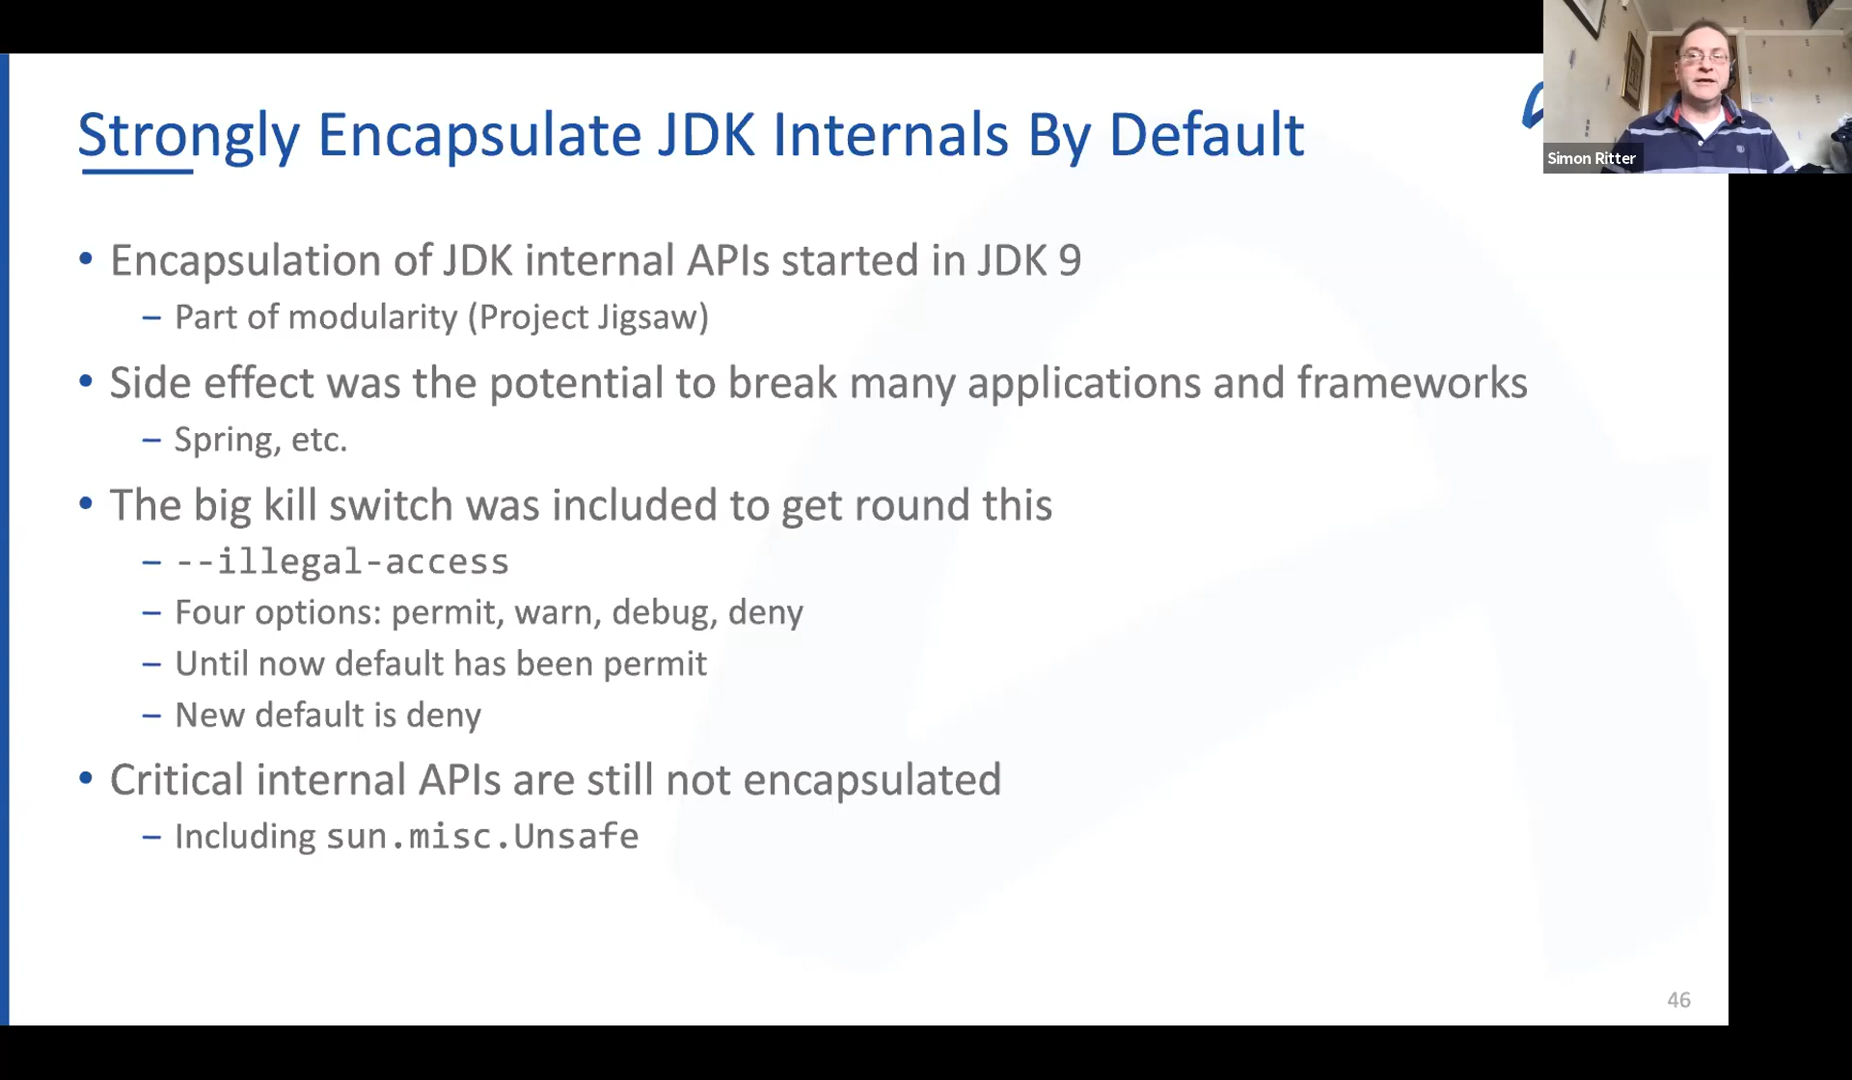 Strongly Encapsulate JDK Internals By Default
Simon Ritter
• Encapsulation of JDK internal APIs started in JDK 9
– Part of modularity (Project Jigsaw)
• Side effect was the potential to break many applications and frameworks
– Spring, etc.
• The big kill switch was included to get round this
– --illegal-access
– Four options: permit, warn, debug, deny
– Until now default has been permit
– New default is deny
• Critical internal APIs are still not encapsulated
– Including sun.misc.Unsafe
46